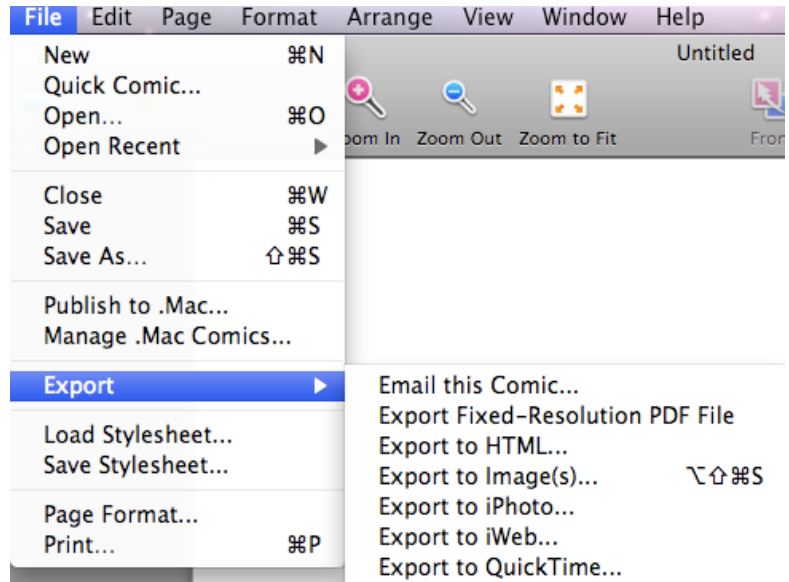 File Edit Page Format Arrange View Window Help
Untitled
New ⌘N
Quick Comic...
Open... ⌘O
Open Recent ▶
oom In Zoom Out Zoom to Fit
Close ⌘W
Save ⌘S
Save As... ⇧⌘S
Publish to .Mac...
Manage .Mac Comics...
Export ▶
Load Stylesheet...
Save Stylesheet...
Page Format...
Print... ⌘P
Email this Comic...
Export Fixed-Resolution PDF File
Export to HTML...
Export to Image(s)... ⌥⇧⌘S
Export to iPhoto...
Export to iWeb...
Export to QuickTime...